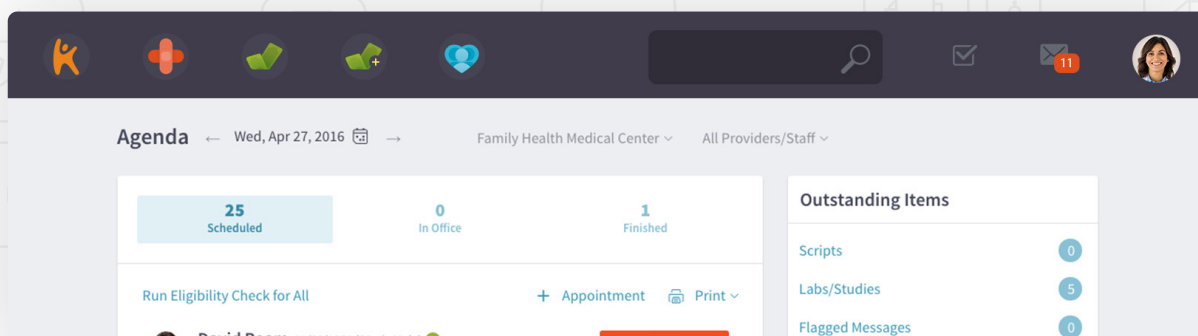 11
Agenda ← Wed, Apr 27, 2016 → Family Health Medical Center All Providers/Staff
25 0 1
Scheduled In Office Finished
Run Eligibility Check for All + Appointment Print
Outstanding Items
Scripts 0
Labs/Studies 5
Flagged Messages 0